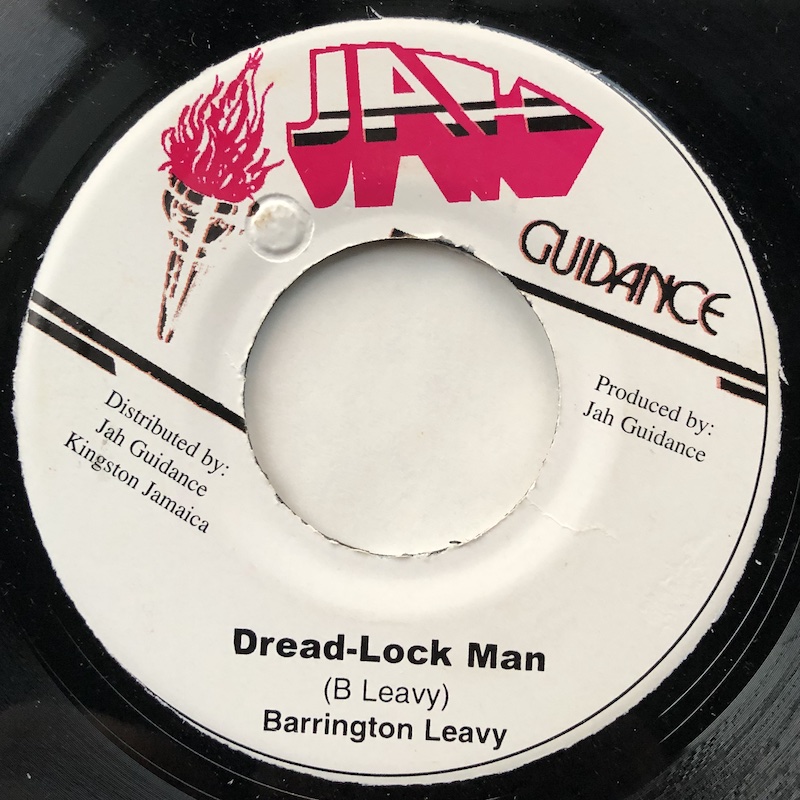 JAH
GUIDANCE
Produced by:
Jah Guidance
Distributed by:
Jah Guidance
Kingston Jamaica
Dread-Lock Man
(B Leavy)
Barrington Leavy